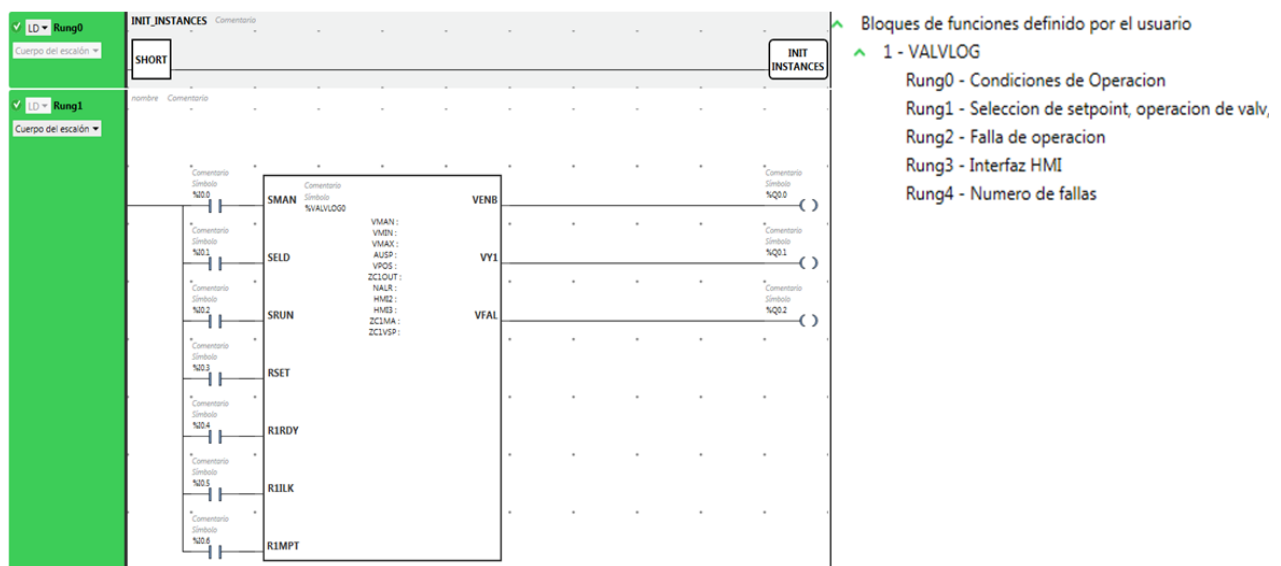 LD Rung0
Cuerpo del escalón
INIT_INSTANCES Comentario
SHORT
INIT
INSTANCES
LD Rung1
Cuerpo del escalón
nombre Comentario
Comentario
Símbolo
%I0.0
Comentario
Símbolo
%I0.1
Comentario
Símbolo
%I0.2
Comentario
Símbolo
%I0.3
Comentario
Símbolo
%I0.4
Comentario
Símbolo
%I0.5
Comentario
Símbolo
%I0.6
SMAN
SELD
SRUN
RSET
R1RDY
R1ILK
R1MPT
Comentario
Símbolo
%VALVLOG0
VMAN :
VMIN :
VMAX :
AUSP :
VPOS :
ZC1OUT :
NALR :
HMI2 :
HMI3 :
ZC1MA :
ZC1VSP :
VENB
VY1
VFAL
Comentario
Símbolo
%Q0.0
Comentario
Símbolo
%Q0.1
Comentario
Símbolo
%Q0.2
Bloques de funciones definido por el usuario
1 - VALVLOG
Rung0 - Condiciones de Operacion
Rung1 - Seleccion de setpoint, operacion de valv,
Rung2 - Falla de operacion
Rung3 - Interfaz HMI
Rung4 - Numero de fallas